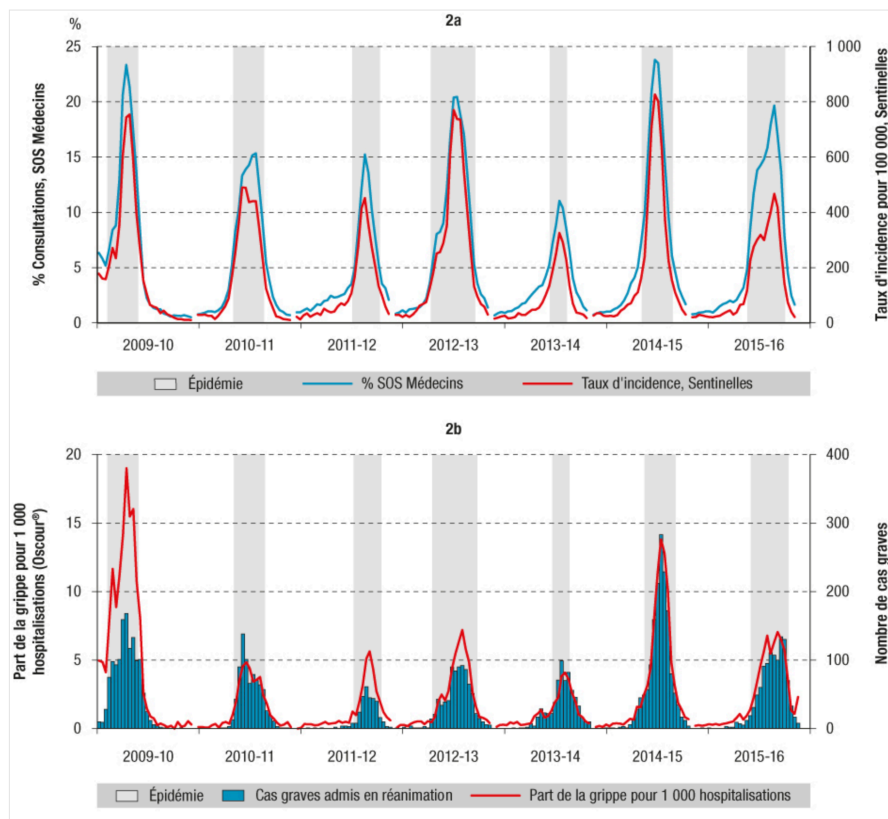 2a
%
25
20
15
10
5
0
% Consultations, SOS Médecins
1 000
800
600
400
200
0
Taux d'incidence pour 100 000, Sentinelles
2009-10 2010-11 2011-12 2012-13 2013-14 2014-15 2015-16
Épidémie % SOS Médecins Taux d'incidence, Sentinelles
2b
20
15
10
5
0
Part de la grippe pour 1 000
hospitalisations (Oscour®)
400
300
200
100
0
Nombre de cas graves
2009-10 2010-11 2011-12 2012-13 2013-14 2014-15 2015-16
Épidémie Cas graves admis en réanimation Part de la grippe pour 1 000 hospitalisations